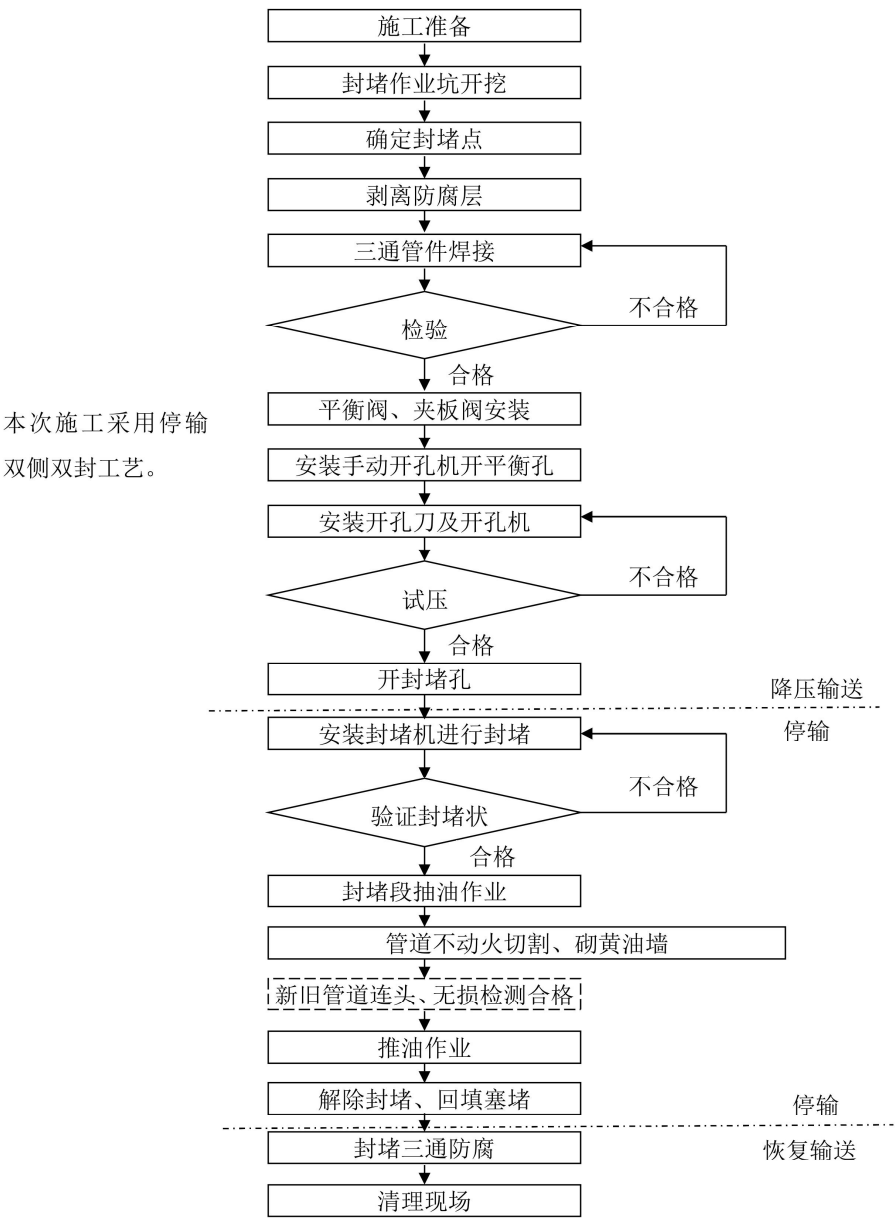 施工准备
封堵作业坑开挖
确定封堵点
剥离防腐层
三通管件焊接
不合格
检验
合格
平衡阀、夹板阀安装
本次施工采用停输
双侧双封工艺。
安装手动开孔机开平衡孔
安装开孔刀及开孔机
不合格
试压
合格
开封堵孔
降压输送
停输
安装封堵机进行封堵
不合格
验证封堵状
合格
封堵段抽油作业
管道不动火切割、砌黄油墙
新旧管道连头、无损检测合格
推油作业
解除封堵、回填塞堵
停输
封堵三通防腐
恢复输送
清理现场